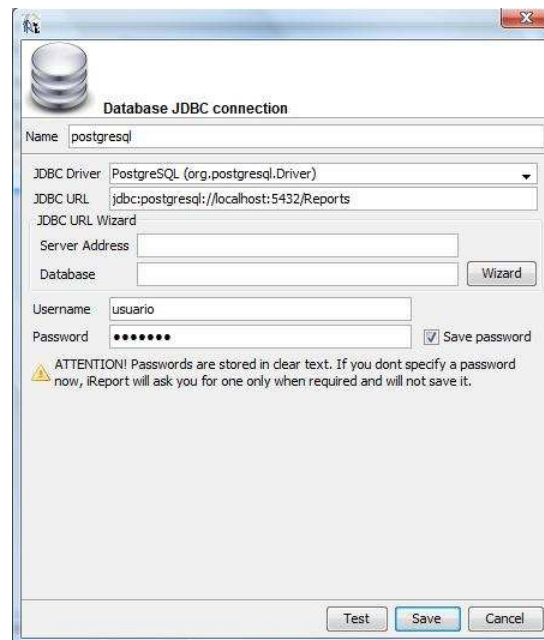 Database JDBC connection
Name postgresql
JDBC Driver PostgreSQL (org.postgresql.Driver)
JDBC URL jdbc:postgresql://localhost:5432/Reports
JDBC URL Wizard
Server Address
Database Wizard
Username usuario
Password ••••••• Save password
ATTENTION! Passwords are stored in clear text. If you dont specify a password
now, iReport will ask you for one only when required and will not save it.
Test Save Cancel